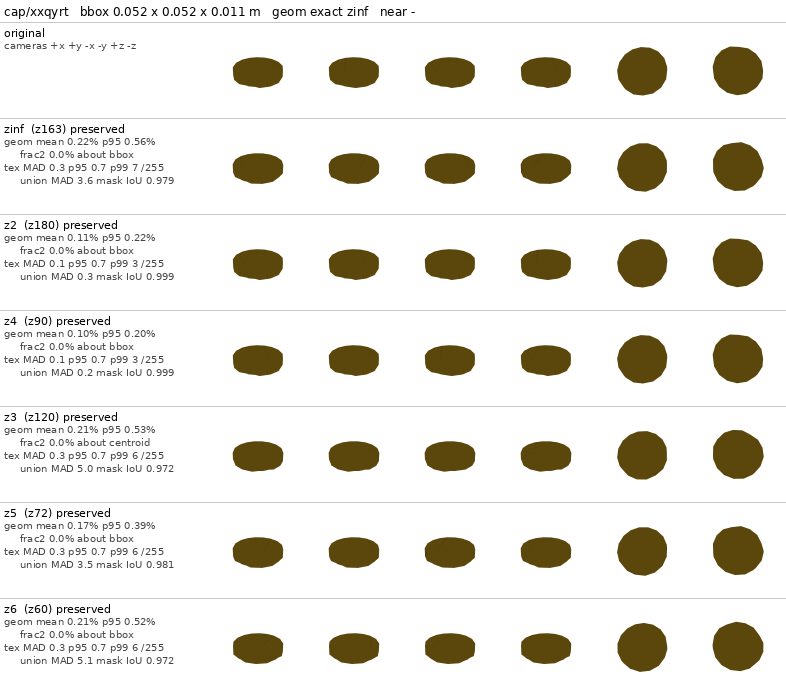 cap/xxqyrt   bbox 0.052 x 0.052 x 0.011 m   geom exact zinf   near -
original
cameras +x +y -x -y +z -z
zinf  (z163) preserved
geom mean 0.22% p95 0.56%
frac2 0.0% about bbox
tex MAD 0.3 p95 0.7 p99 7 /255
union MAD 3.6 mask IoU 0.979
z2  (z180) preserved
geom mean 0.11% p95 0.22%
frac2 0.0% about bbox
tex MAD 0.1 p95 0.7 p99 3 /255
union MAD 0.3 mask IoU 0.999
z4  (z90) preserved
geom mean 0.10% p95 0.20%
frac2 0.0% about bbox
tex MAD 0.1 p95 0.7 p99 3 /255
union MAD 0.2 mask IoU 0.999
z3  (z120) preserved
geom mean 0.21% p95 0.53%
frac2 0.0% about centroid
tex MAD 0.3 p95 0.7 p99 6 /255
union MAD 5.0 mask IoU 0.972
z5  (z72) preserved
geom mean 0.17% p95 0.39%
frac2 0.0% about bbox
tex MAD 0.3 p95 0.7 p99 6 /255
union MAD 3.5 mask IoU 0.981
z6  (z60) preserved
geom mean 0.21% p95 0.52%
frac2 0.0% about bbox
tex MAD 0.3 p95 0.7 p99 6 /255
union MAD 5.1 mask IoU 0.972